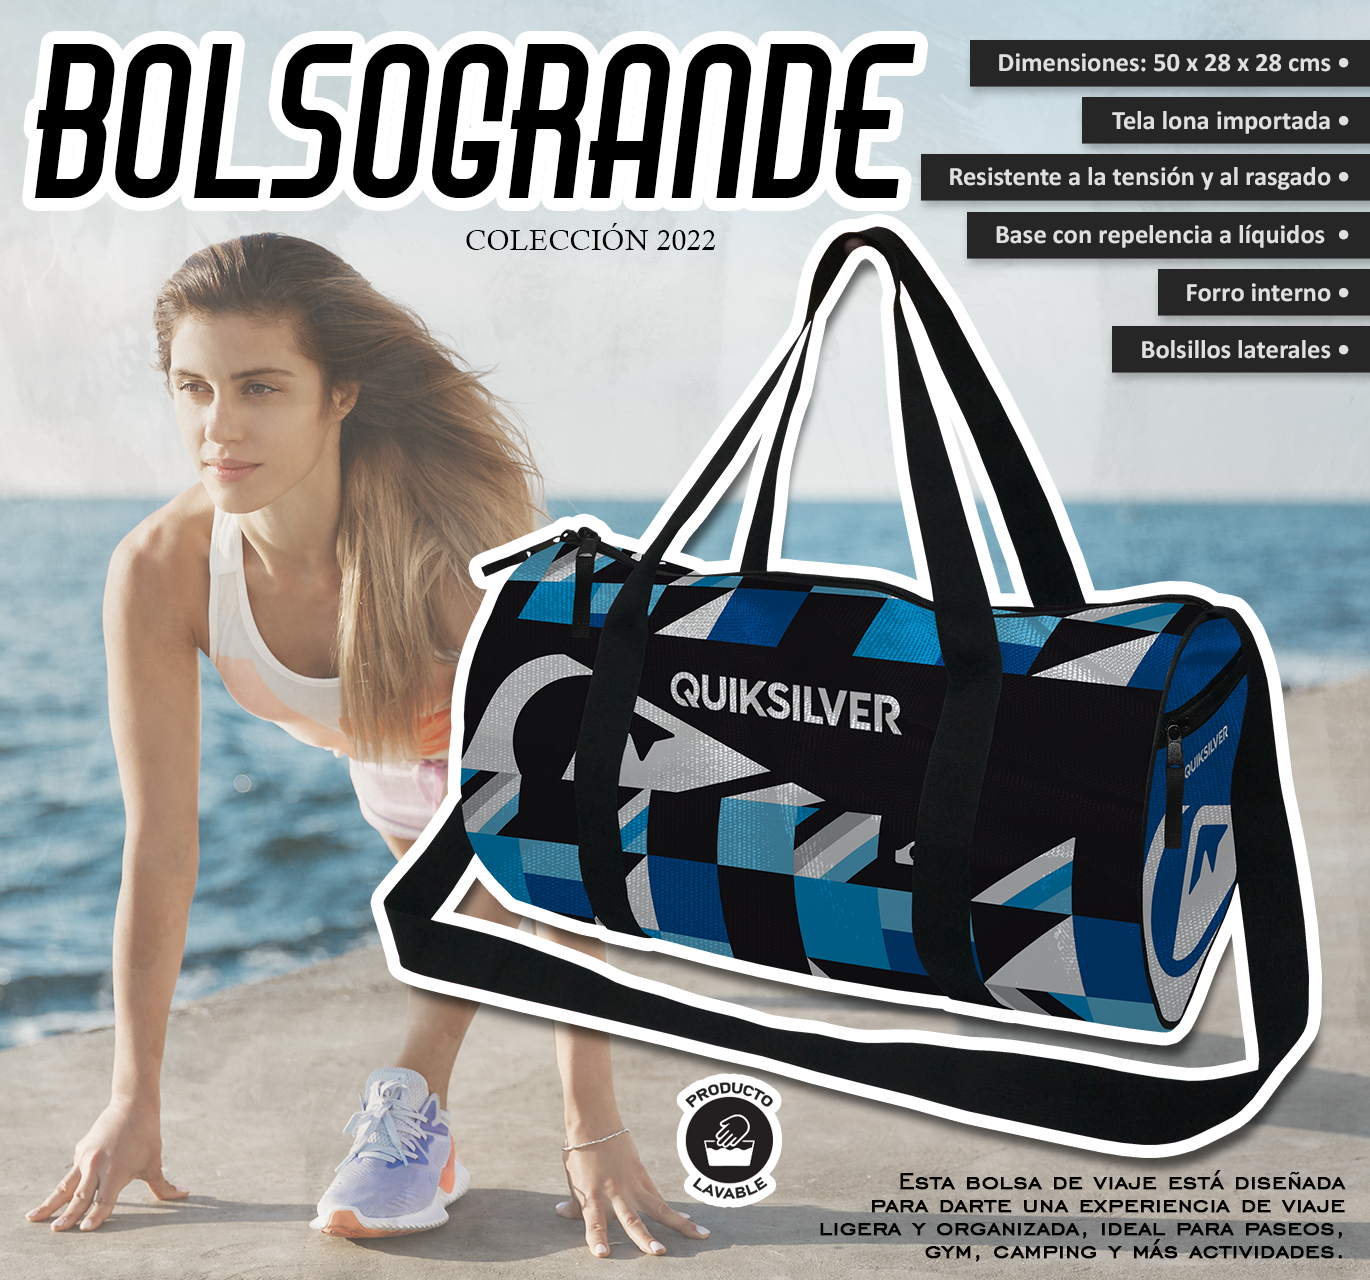 BOLSOGRANDE
COLECCIÓN 2022
Dimensiones: 50 x 28 x 28 cms •
Tela lona importada •
Resistente a la tensión y al rasgado •
Base con repelencia a líquidos •
Forro interno •
Bolsillos laterales •
QUIKSILVER
QUIKSILVER
PRODUCTO
LAVABLE
ESTA BOLSA DE VIAJE ESTÁ DISEÑADA
PARA DARTE UNA EXPERIENCIA DE VIAJE
LIGERA Y ORGANIZADA, IDEAL PARA PASEOS,
GYM, CAMPING Y MÁS ACTIVIDADES.